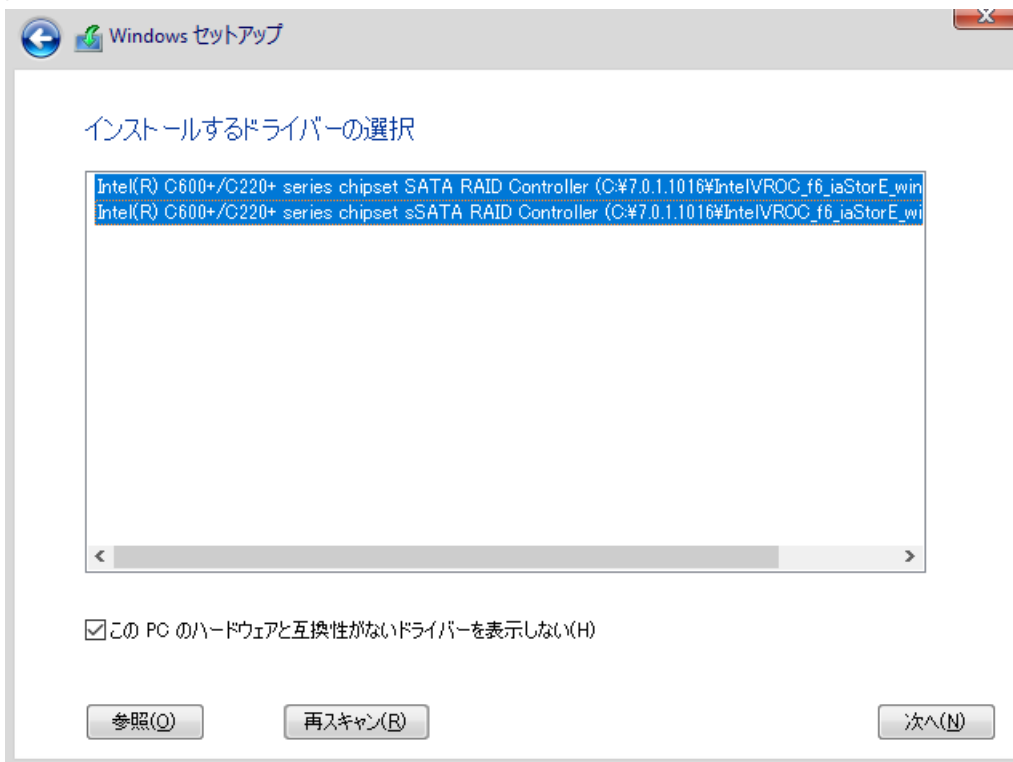 Windows セットアップ
インストールするドライバーの選択
Intel(R) C600+/C220+ series chipset SATA RAID Controller (C:¥7.0.1.1016¥IntelVROC_f6_iaStorE_win
Intel(R) C600+/C220+ series chipset sSATA RAID Controller (C:¥7.0.1.1016¥IntelVROC_f6_iaStorE_wi
この PC のハードウェアと互換性がないドライバーを表示しない(H)
参照(O)
再スキャン(R)
次へ(N)